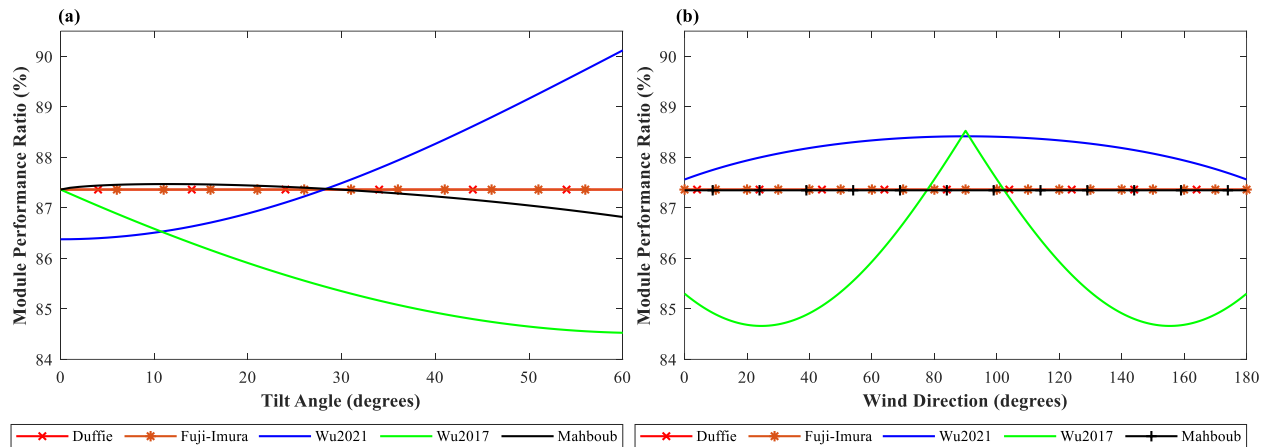 (a)
Module Performance Ratio (%)
90
89
88
87
86
85
84
0 10 20 30 40 50 60
Tilt Angle (degrees)
Duffie Fuji-Imura Wu2021 Wu2017 Mahboub
(b)
Module Performance Ratio (%)
90
89
88
87
86
85
84
0 20 40 60 80 100 120 140 160 180
Wind Direction (degrees)
Duffie Fuji-Imura Wu2021 Wu2017 Mahboub